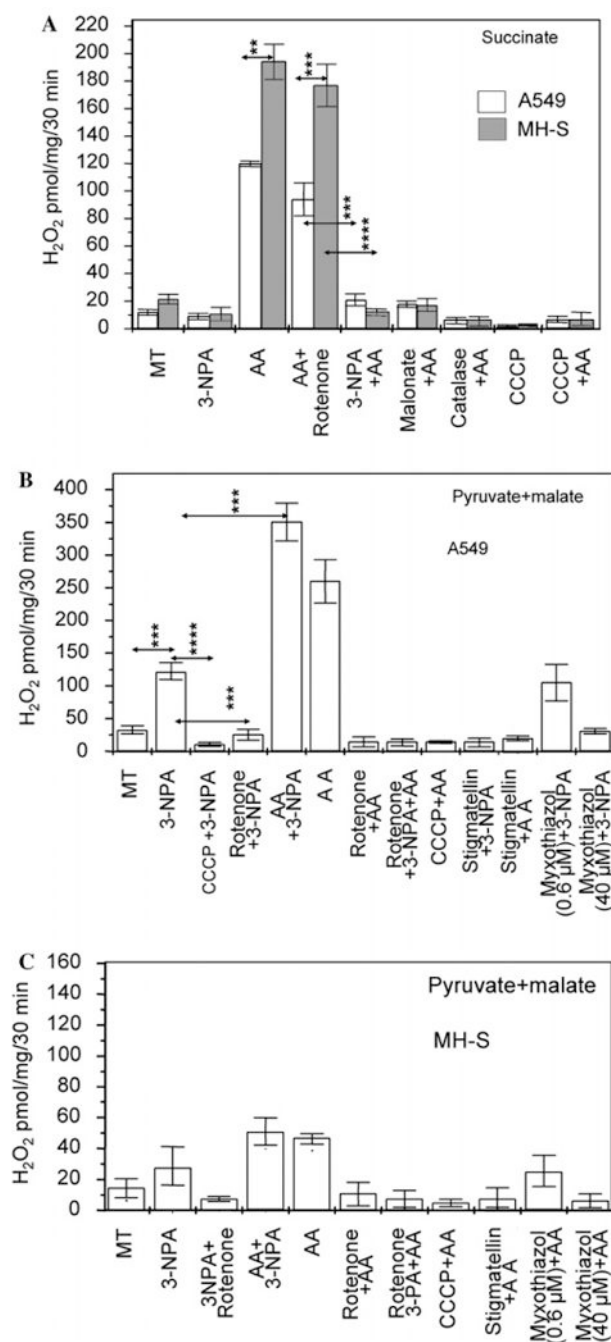 A
Succinate
A549
MH-S
**
***
***
****
H₂O₂ pmol/mg/30 min
220
200
180
160
140
120
100
80
60
40
20
0
MT
3-NPA
AA
AA+
Rotenone
3-NPA
+AA
Malonate
+AA
Catalase
+AA
CCCP
CCCP
+AA
B
Pyruvate+malate
A549
***
***
****
***
H₂O₂ pmol/mg/30 min
400
350
300
250
200
150
100
50
0
MT
3-NPA
CCCP +3-NPA
Rotenone
+3-NPA
AA
+3-NPA
A A
Rotenone
+AA
Rotenone
+3-NPA+AA
CCCP+AA
Stigmatellin
+3-NPA
Stigmatellin
+A A
Myxothiazol
(0.6 µM)+3-NPA
Myxothiazol
(40 µM)+3-NPA
C
Pyruvate+malate
MH-S
H₂O₂ pmol/mg/30 min
160
140
120
100
80
60
40
20
0
MT
3-NPA
3NPA+
Rotenone
AA+
3-NPA
AA
Rotenone
+AA
Rotenone
3-PA+AA
CCCP+AA
Stigmatellin
+A A
Myxothiazol
(0.6 µM)+AA
Myxothiazol
(40 µM)+AA